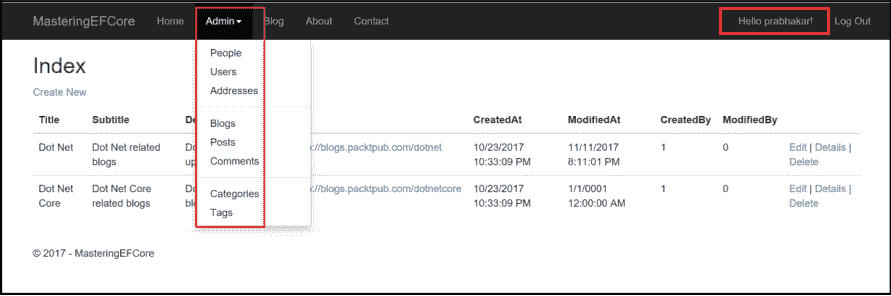 MasteringEFCore Home Admin Blog About Contact Hello prabhakar! Log Out
People
Users
Addresses
Blogs
Posts
Comments
Categories
Tags
Index
Create New
Title Subtitle CreatedAt ModifiedAt CreatedBy ModifiedBy
Dot Net Dot Net related blogs ://blogs.packtpub.com/dotnet 10/23/2017 10:33:09 PM 11/11/2017 8:11:01 PM 1 0 Edit | Details | Delete
Dot Net Core Dot Net Core related blogs ://blogs.packtpub.com/dotnetcore 10/23/2017 10:33:09 PM 1/1/0001 12:00:00 AM 1 0 Edit | Details | Delete
© 2017 - MasteringEFCore